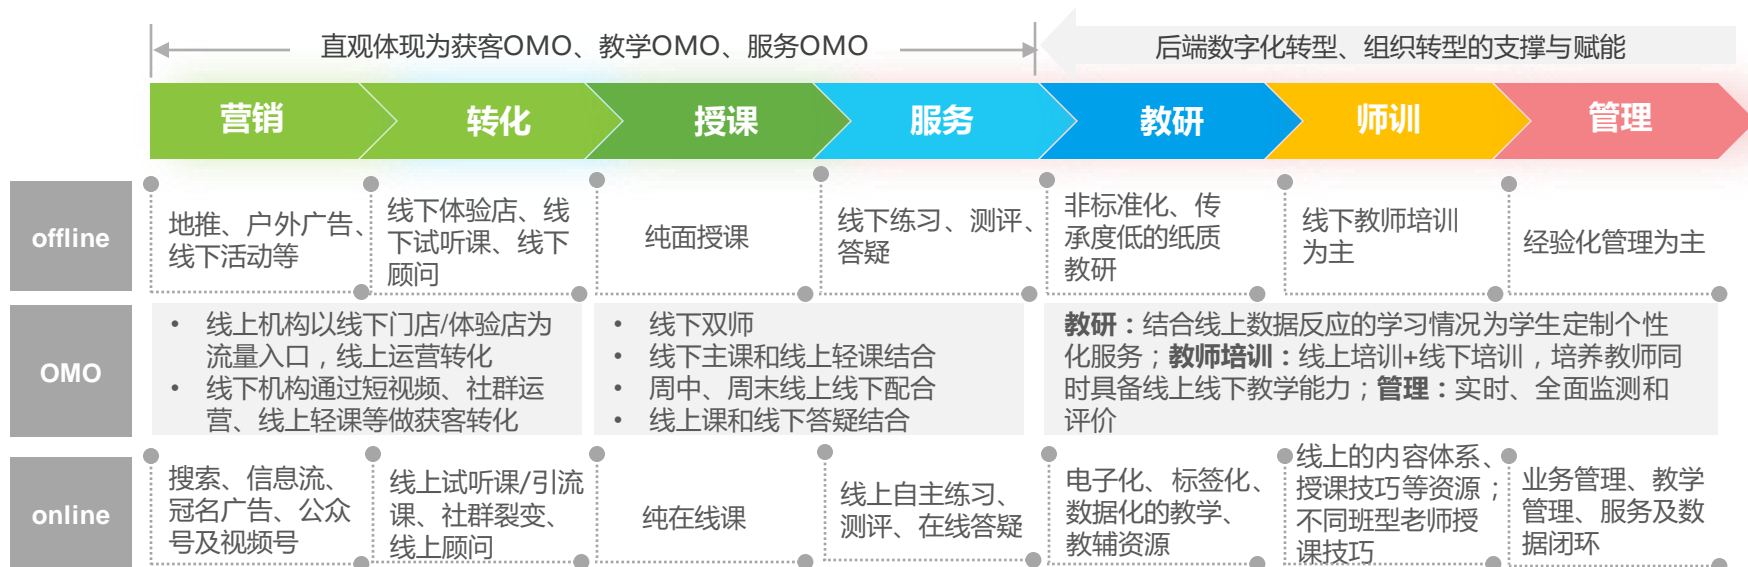 直观体现为获客OMO、教学OMO、服务OMO
后端数字化转型、组织转型的支撑与赋能
营销
转化
授课
服务
教研
师训
管理
offline
地推、户外广告、
线下活动等
线下体验店、线
下试听课、线下
顾问
纯面授课
线下练习、测评、
答疑
非标准化、传
承度低的纸质
教研
线下教师培训
为主
经验化管理为主
OMO
• 线上机构以线下门店/体验店为
流量入口，线上运营转化
• 线下机构通过短视频、社群运
营、线上轻课等做获客转化
• 线下双师
• 线下主课和线上轻课结合
• 周中、周末线上线下配合
• 线上课和线下答疑结合
教研：结合线上数据反应的学习情况为学生定制个性
化服务；教师培训：线上培训+线下培训，培养教师同
时具备线上线下教学能力；管理：实时、全面监测和
评价
online
搜索、信息流、
冠名广告、公众
号及视频号
线上试听课/引流
课、社群裂变、
线上顾问
纯在线课
线上自主练习、
测评、在线答疑
电子化、标签化、
数据化的教学、
教辅资源
线上的内容体系、
授课技巧等资源；
不同班型老师授
课技巧
业务管理、教学
管理、服务及数
据闭环